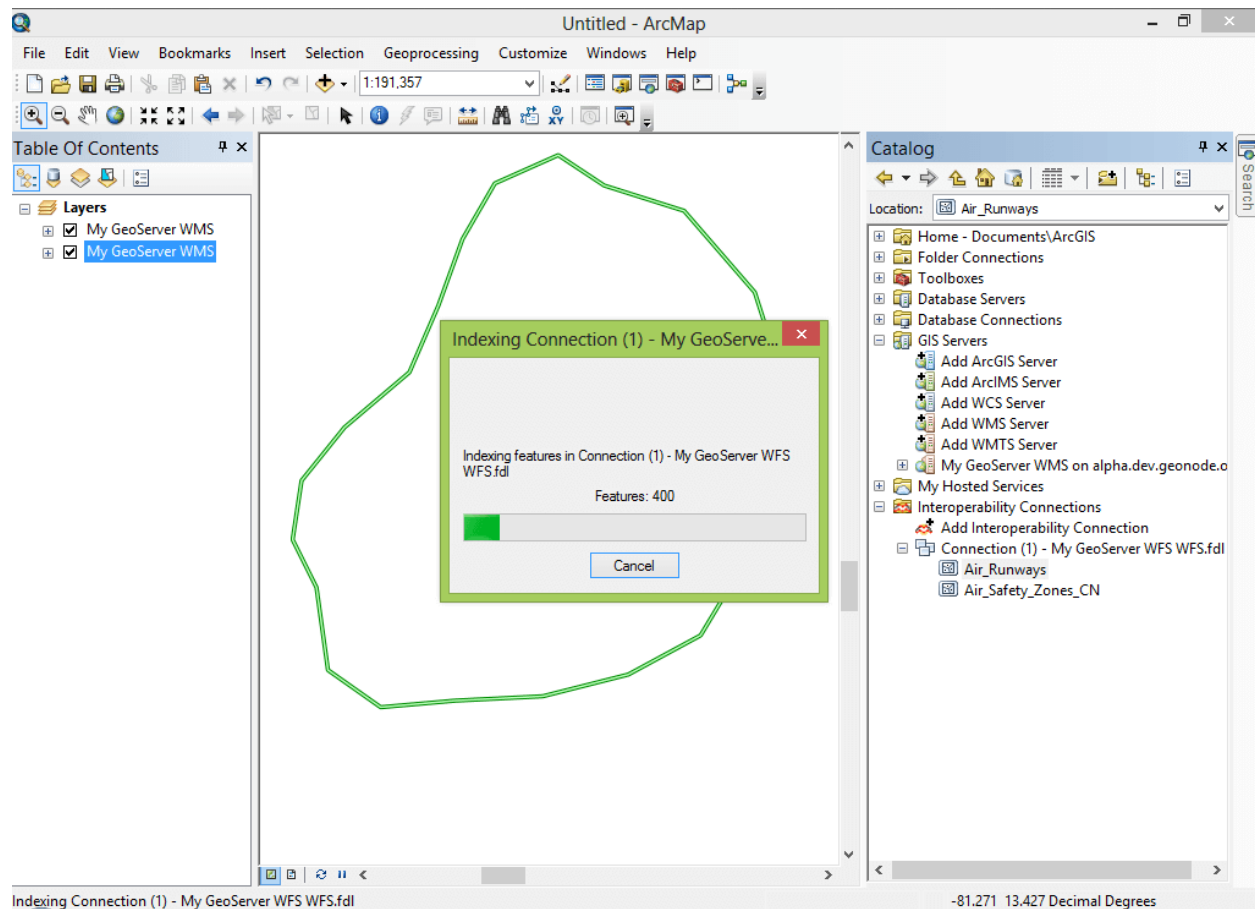 Untitled - ArcMap
File Edit View Bookmarks Insert Selection Geoprocessing Customize Windows Help
1:191,357
Table Of Contents
Layers
My GeoServer WMS
My GeoServer WMS
Indexing Connection (1) - My GeoServe...
Indexing features in Connection (1) - My GeoServer WFS
WFS.fdl
Features: 400
Cancel
Catalog
Location: Air_Runways
Home - Documents\ArcGIS
Folder Connections
Toolboxes
Database Servers
Database Connections
GIS Servers
Add ArcGIS Server
Add ArcIMS Server
Add WCS Server
Add WMS Server
Add WMTS Server
My GeoServer WMS on alpha.dev.geonode.o
My Hosted Services
Interoperability Connections
Add Interoperability Connection
Connection (1) - My GeoServer WFS WFS.fdl
Air_Runways
Air_Safety_Zones_CN
Search
Indexing Connection (1) - My GeoServer WFS WFS.fdl
-81.271 13.427 Decimal Degrees